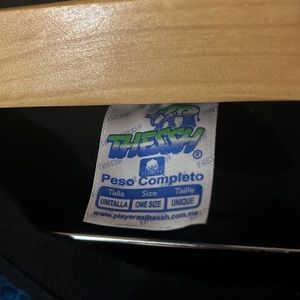 THESSH
®
Peso Completo
Talla Size Taille
UNITALLA ONE SIZE UNIQUE
www.playerasthessh.com.mx